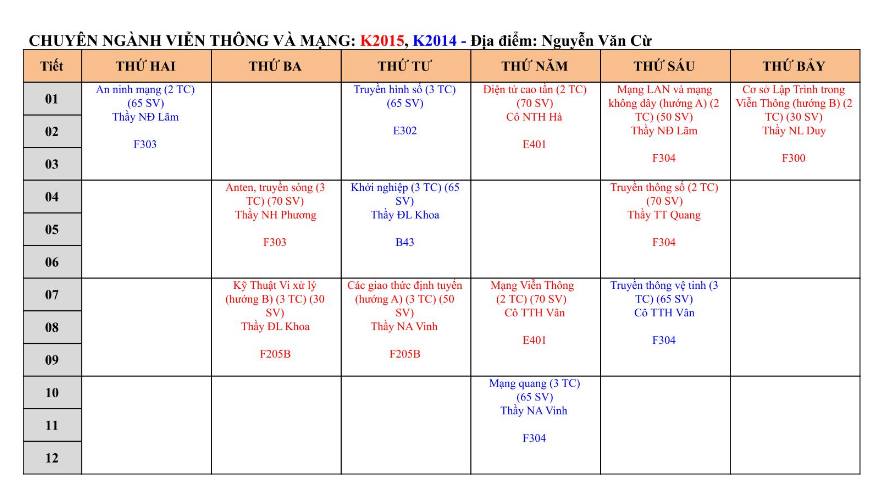 CHUYÊN NGÀNH VIỄN THÔNG VÀ MẠNG: K2015, K2014 - Địa điểm: Nguyễn Văn Cừ
Tiết THỨ HAI THỨ BA THỨ TƯ THỨ NĂM THỨ SÁU THỨ BẢY
01
02
03
An ninh mạng (2 TC)
(65 SV)
Thầy NĐ Lâm
F303
Truyền hình số (3 TC)
(65 SV)
E302
Điện tử cao tần (2 TC)
(70 SV)
Cô NTH Hà
E401
Mạng LAN và mạng
không dây (hướng A) (2
TC) (50 SV)
Thầy NĐ Lâm
F304
Cơ sở Lập Trình trong
Viễn Thông (hướng B) (2
TC) (30 SV)
Thầy NL Duy
F300
04
05
06
Anten, truyền sóng (3
TC) (70 SV)
Thầy NH Phương
F303
Khởi nghiệp (3 TC) (65
SV)
Thầy ĐL Khoa
B43
Truyền thông số (2 TC)
(70 SV)
Thầy TT Quang
F304
07
08
09
Kỹ Thuật Vi xử lý
(hướng B) (3 TC) (30
SV)
Thầy ĐL Khoa
F205B
Các giao thức định tuyến
(hướng A) (3 TC) (50
SV)
Thầy NA Vinh
F205B
Mạng Viễn Thông
(2 TC) (70 SV)
Cô TTH Vân
E401
Truyền thông vệ tinh (3
TC) (65 SV)
Cô TTH Vân
F304
10
11
12
Mạng quang (3 TC)
(65 SV)
Thầy NA Vinh
F304